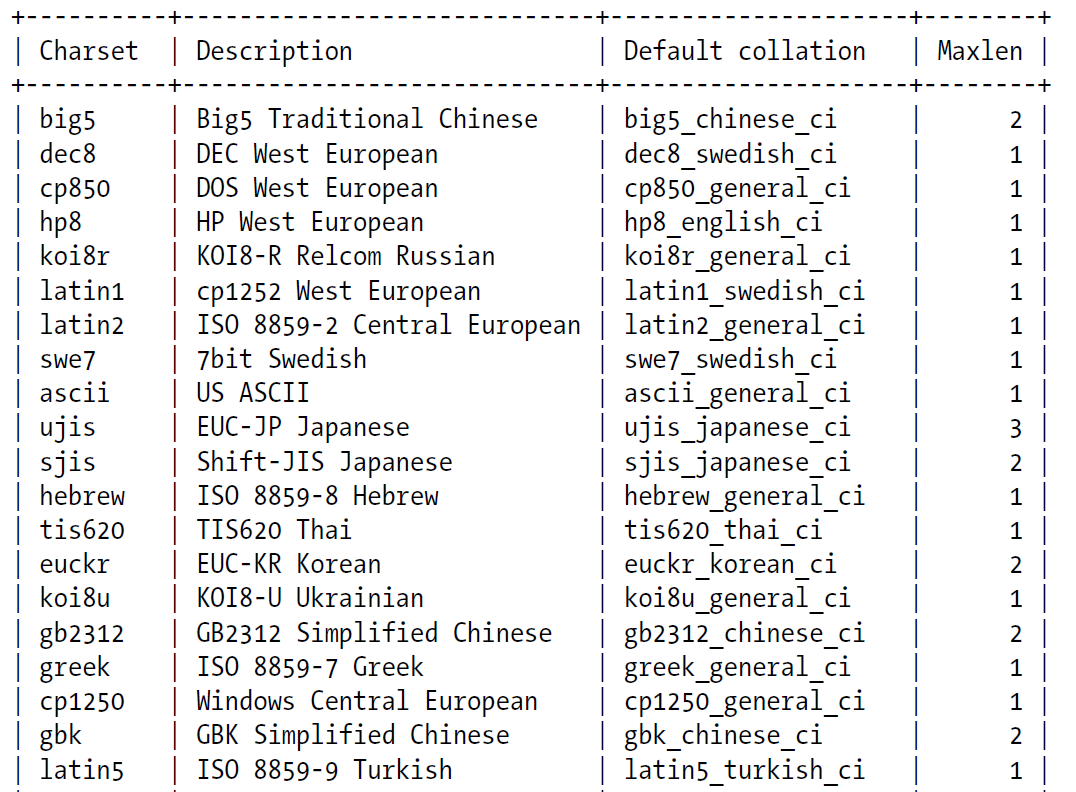 +----------+-----------------------------+---------------------+--------+
| Charset  | Description                 | Default collation   | Maxlen |
+----------+-----------------------------+---------------------+--------+
| big5     | Big5 Traditional Chinese    | big5_chinese_ci     |      2 |
| dec8     | DEC West European           | dec8_swedish_ci     |      1 |
| cp850    | DOS West European           | cp850_general_ci    |      1 |
| hp8      | HP West European            | hp8_english_ci      |      1 |
| koi8r    | KOI8-R Relcom Russian       | koi8r_general_ci    |      1 |
| latin1   | cp1252 West European        | latin1_swedish_ci   |      1 |
| latin2   | ISO 8859-2 Central European | latin2_general_ci   |      1 |
| swe7     | 7bit Swedish                | swe7_swedish_ci     |      1 |
| ascii    | US ASCII                    | ascii_general_ci    |      1 |
| ujis     | EUC-JP Japanese             | ujis_japanese_ci    |      3 |
| sjis     | Shift-JIS Japanese          | sjis_japanese_ci    |      2 |
| hebrew   | ISO 8859-8 Hebrew           | hebrew_general_ci   |      1 |
| tis620   | TIS620 Thai                 | tis620_thai_ci      |      1 |
| euckr    | EUC-KR Korean               | euckr_korean_ci     |      2 |
| koi8u    | KOI8-U Ukrainian            | koi8u_general_ci    |      1 |
| gb2312   | GB2312 Simplified Chinese   | gb2312_chinese_ci   |      2 |
| greek    | ISO 8859-7 Greek            | greek_general_ci    |      1 |
| cp1250   | Windows Central European    | cp1250_general_ci   |      1 |
| gbk      | GBK Simplified Chinese      | gbk_chinese_ci      |      2 |
| latin5   | ISO 8859-9 Turkish          | latin5_turkish_ci   |      1 |